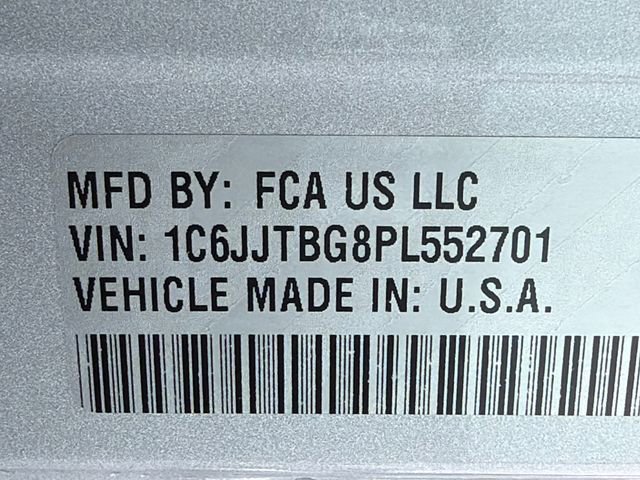 MFD BY: FCA US LLC
VIN: 1C6JJTBG8PL552701
VEHICLE MADE IN: U.S.A.